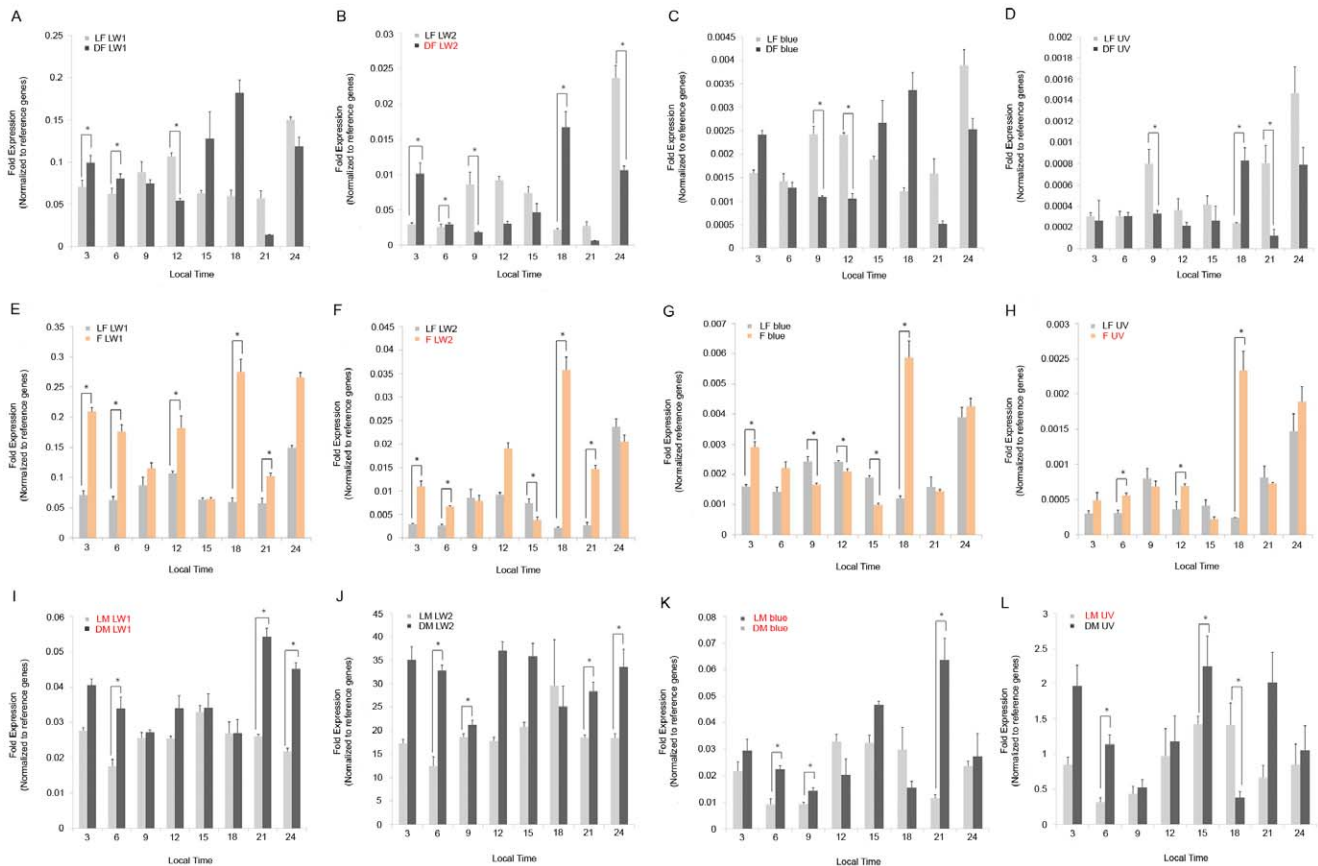 A
LF LW1
DF LW1
Fold Expression
(Normalized to reference genes)
0.25
0.2
0.15
0.1
0.05
0
* * *
3 6 9 12 15 18 21 24
Local Time
B
LF LW2
DF LW2
Fold Expression
(Normalized to reference genes)
0.03
0.025
0.02
0.015
0.01
0.005
0
* * * * *
3 6 9 12 15 18 21 24
Local Time
C
LF blue
DF blue
Fold Expression
(Normalized to reference genes)
0.0045
0.004
0.0035
0.003
0.0025
0.002
0.0015
0.001
0.0005
0
* *
3 6 9 12 15 18 21 24
Local Time
D
LF UV
DF UV
Fold Expression
(Normalized to reference genes)
0.002
0.0018
0.0016
0.0014
0.0012
0.001
0.0008
0.0006
0.0004
0.0002
0
* * *
3 6 9 12 15 18 21 24
Local Time
E
LF LW1
F LW1
Fold Expression
(Normalized to reference genes)
0.35
0.3
0.25
0.2
0.15
0.1
0.05
0
* * * * *
3 6 9 12 15 18 21 24
Local Time
F
LF LW2
F LW2
Fold Expression
(Normalized to reference genes)
0.045
0.04
0.035
0.03
0.025
0.02
0.015
0.01
0.005
0
* * * * *
3 6 9 12 15 18 21 24
Local Time
G
LF blue
F blue
Fold Expression
(Normalized reference genes)
0.007
0.006
0.005
0.004
0.003
0.002
0.001
0
* * * * *
3 6 9 12 15 18 21 24
Local Time
H
LF UV
F UV
Fold Expression
(Normalized to reference genes)
0.003
0.0025
0.002
0.0015
0.001
0.0005
0
* * *
3 6 9 12 15 18 21 24
Local Time
I
LM LW1
DM LW1
Fold Expression
(Normalized to reference genes)
0.06
0.05
0.04
0.03
0.02
0.01
0
* * *
3 6 9 12 15 18 21 24
Local Time
J
LM LW2
DM LW2
Fold Expression
(Normalized to reference genes)
45
40
35
30
25
20
15
10
5
0
* * * *
3 6 9 12 15 18 21 24
Local Time
K
LM blue
DM blue
Fold Expression
(Normalized to reference genes)
0.08
0.07
0.06
0.05
0.04
0.03
0.02
0.01
0
* * *
3 6 9 12 15 18 21 24
Local Time
L
LM UV
DM UV
Fold Expression
(Normalized to reference genes)
3
2.5
2
1.5
1
0.5
0
* * *
3 6 9 12 15 18 21 24
Local Time